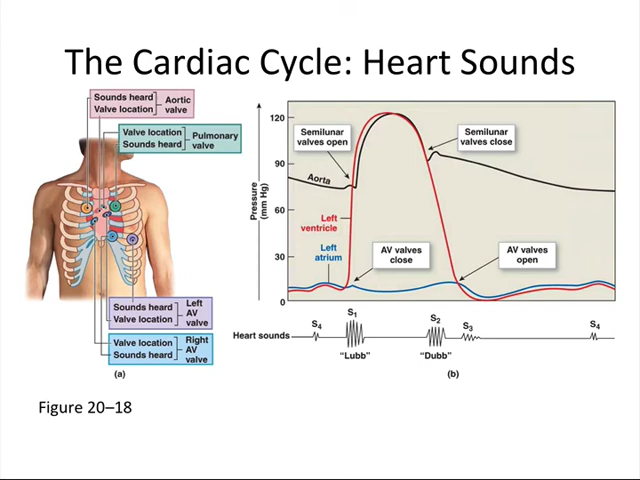 The Cardiac Cycle: Heart Sounds
Sounds heard
Valve location
Aortic
valve
Valve location
Sounds heard
Pulmonary
valve
Sounds heard
Valve location
Left
AV
valve
Valve location
Sounds heard
Right
AV
valve
(a)
Pressure
(mm Hg)
120
90
60
30
0
Semilunar
valves open
Semilunar
valves close
Aorta
Left
ventricle
Left
atrium
AV valves
close
AV valves
open
Heart sounds
S4
S1
S2
S3
S4
"Lubb"
"Dubb"
(b)
Figure 20–18